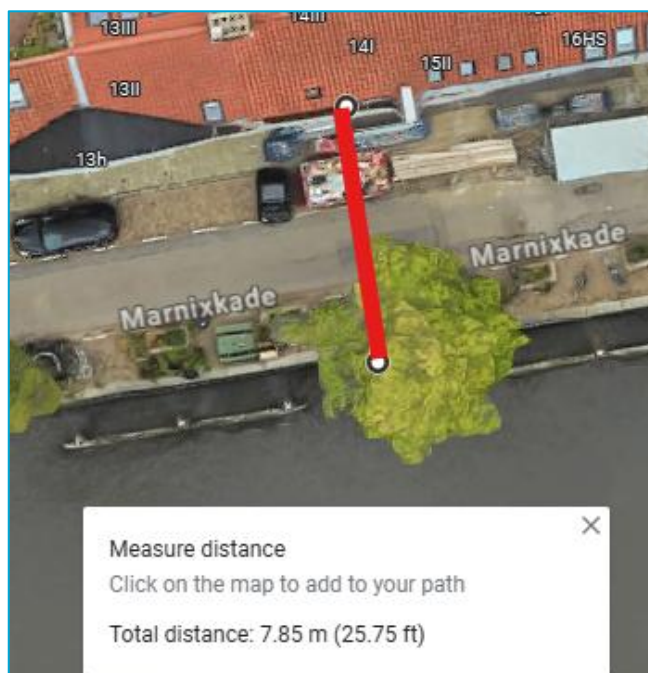 13III
14III
14I
16HS
15II
13II
13h
Marnixkade
Marnixkade
Measure distance
Click on the map to add to your path
Total distance: 7.85 m (25.75 ft)